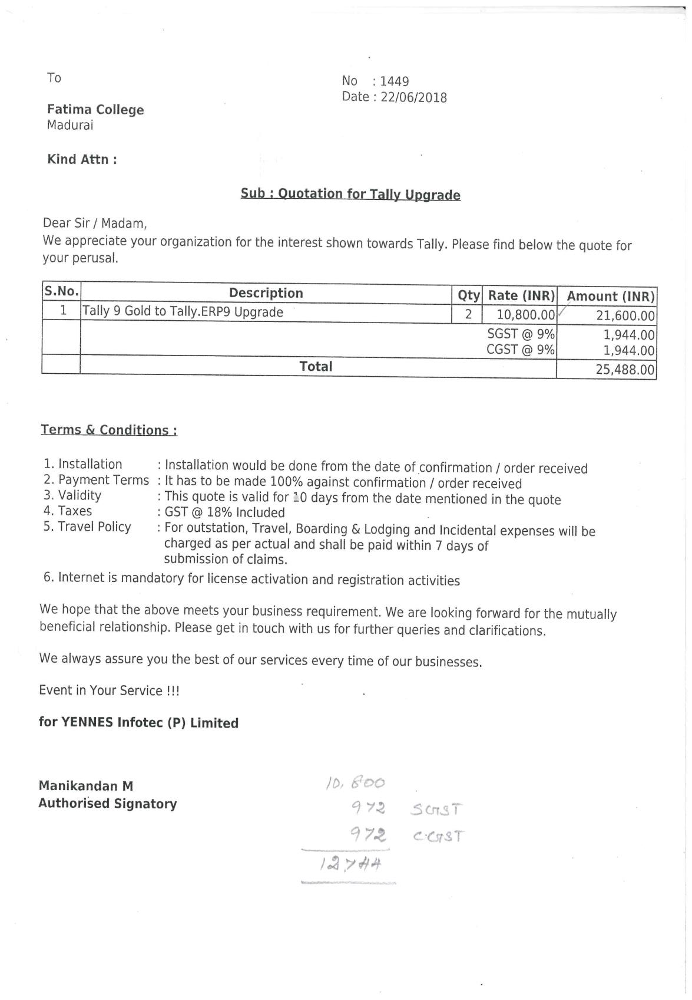 To
No : 1449
Date : 22/06/2018
Fatima College
Madurai
Kind Attn :
Sub : Quotation for Tally Upgrade
Dear Sir / Madam,
We appreciate your organization for the interest shown towards Tally. Please find below the quote for
your perusal.
S.No. Description Qty Rate (INR) Amount (INR)
1 Tally 9 Gold to Tally.ERP9 Upgrade 2 10,800.00 21,600.00
SGST @ 9% 1,944.00
CGST @ 9% 1,944.00
Total 25,488.00
Terms & Conditions :
1. Installation : Installation would be done from the date of confirmation / order received
2. Payment Terms : It has to be made 100% against confirmation / order received
3. Validity : This quote is valid for 10 days from the date mentioned in the quote
4. Taxes : GST @ 18% Included
5. Travel Policy : For outstation, Travel, Boarding & Lodging and Incidental expenses will be
charged as per actual and shall be paid within 7 days of
submission of claims.
6. Internet is mandatory for license activation and registration activities
We hope that the above meets your business requirement. We are looking forward for the mutually
beneficial relationship. Please get in touch with us for further queries and clarifications.
We always assure you the best of our services every time of our businesses.
Event in Your Service !!!
for YENNES Infotec (P) Limited
Manikandan M
Authorised Signatory
10,800
972 SGST
972 CGST
12,744